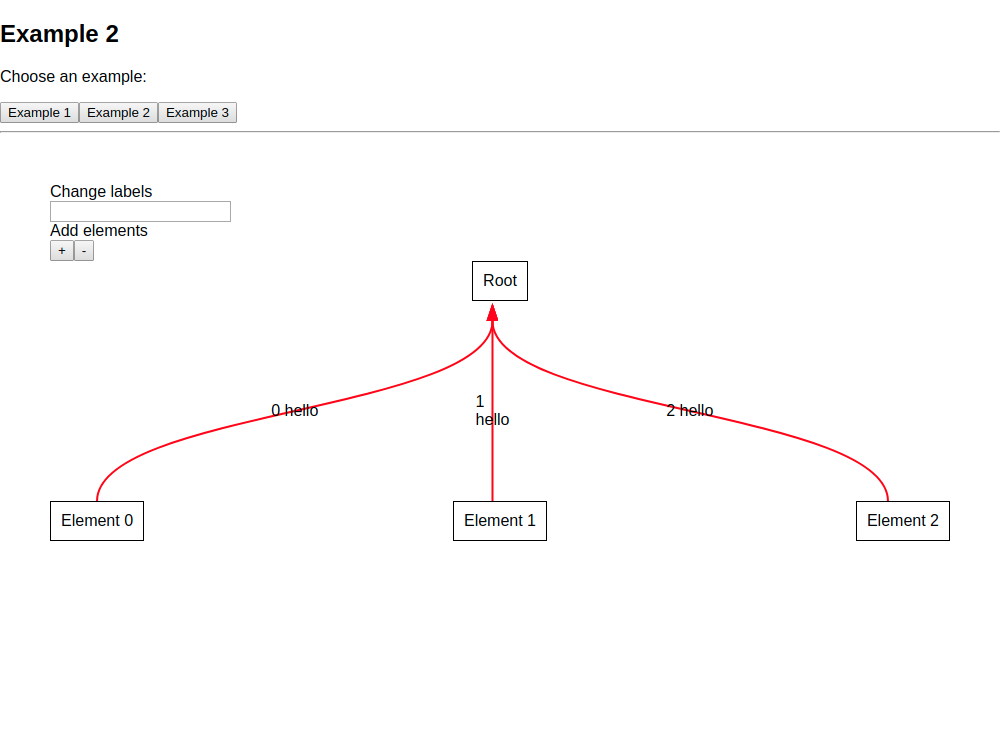 Example 2
Choose an example:
Example 1 Example 2 Example 3
Change labels
Add elements
+ -
Root
0 hello
1
hello
2 hello
Element 0
Element 1
Element 2